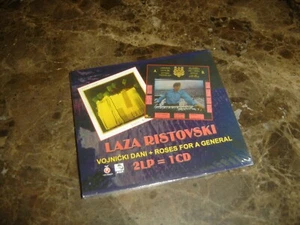 LAZA RISTOVSKI
VOJNIČKI DANI + ROSES FOR A GENERAL
2LP = 1CD